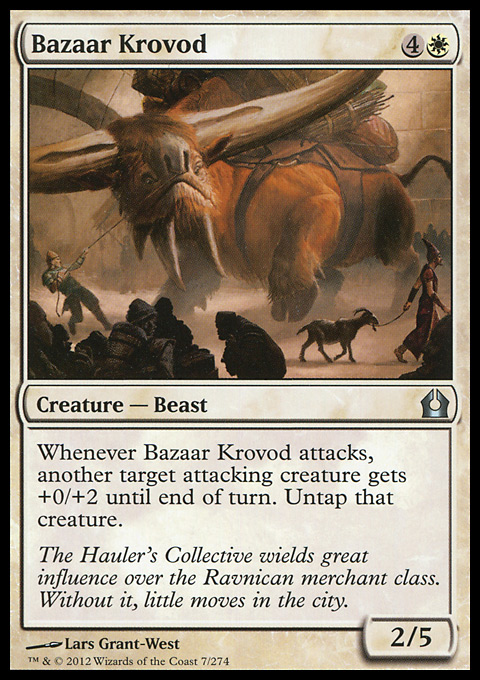 Bazaar Krovod 4
Creature — Beast
Whenever Bazaar Krovod attacks,
another target attacking creature gets
+0/+2 until end of turn. Untap that
creature.
The Hauler's Collective wields great
influence over the Ravnican merchant class.
Without it, little moves in the city.
Lars Grant-West
2/5
™ & © 2012 Wizards of the Coast 7/274